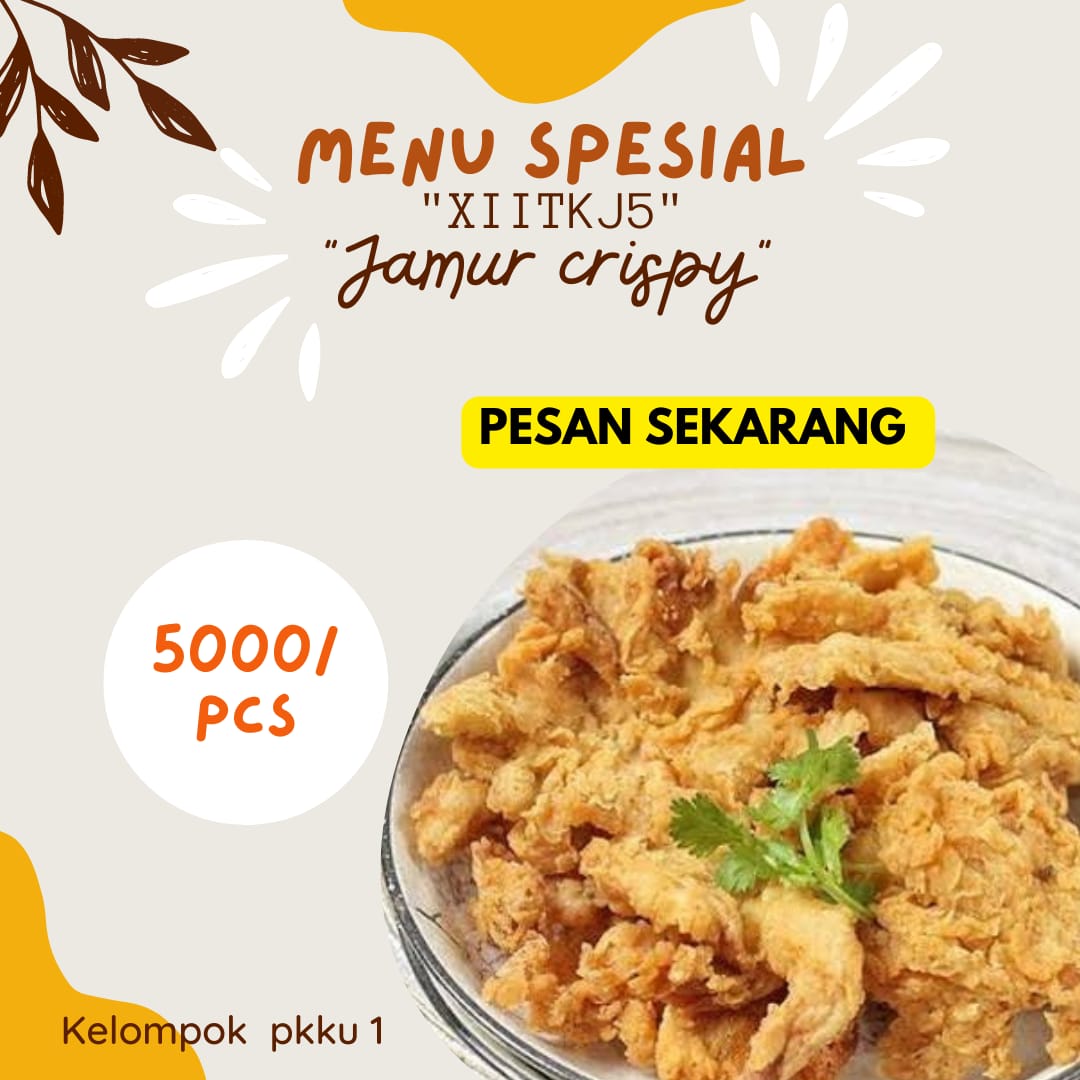 MENU SPESIAL
"XIITKJ5"
"Jamur crispy"
PESAN SEKARANG
5000/
PCS
Kelompok pkku 1